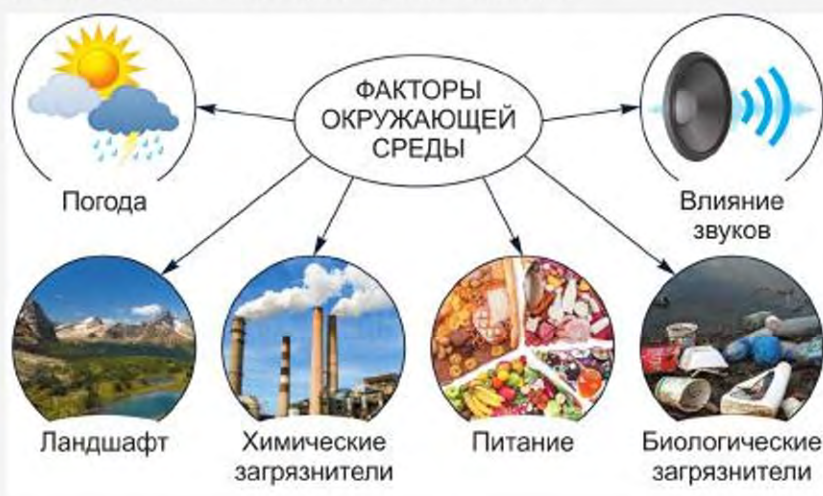 ФАКТОРЫ
ОКРУЖАЮЩЕЙ
СРЕДЫ
Погода
Влияние
звуков
Ландшафт
Химические
загрязнители
Питание
Биологические
загрязнители